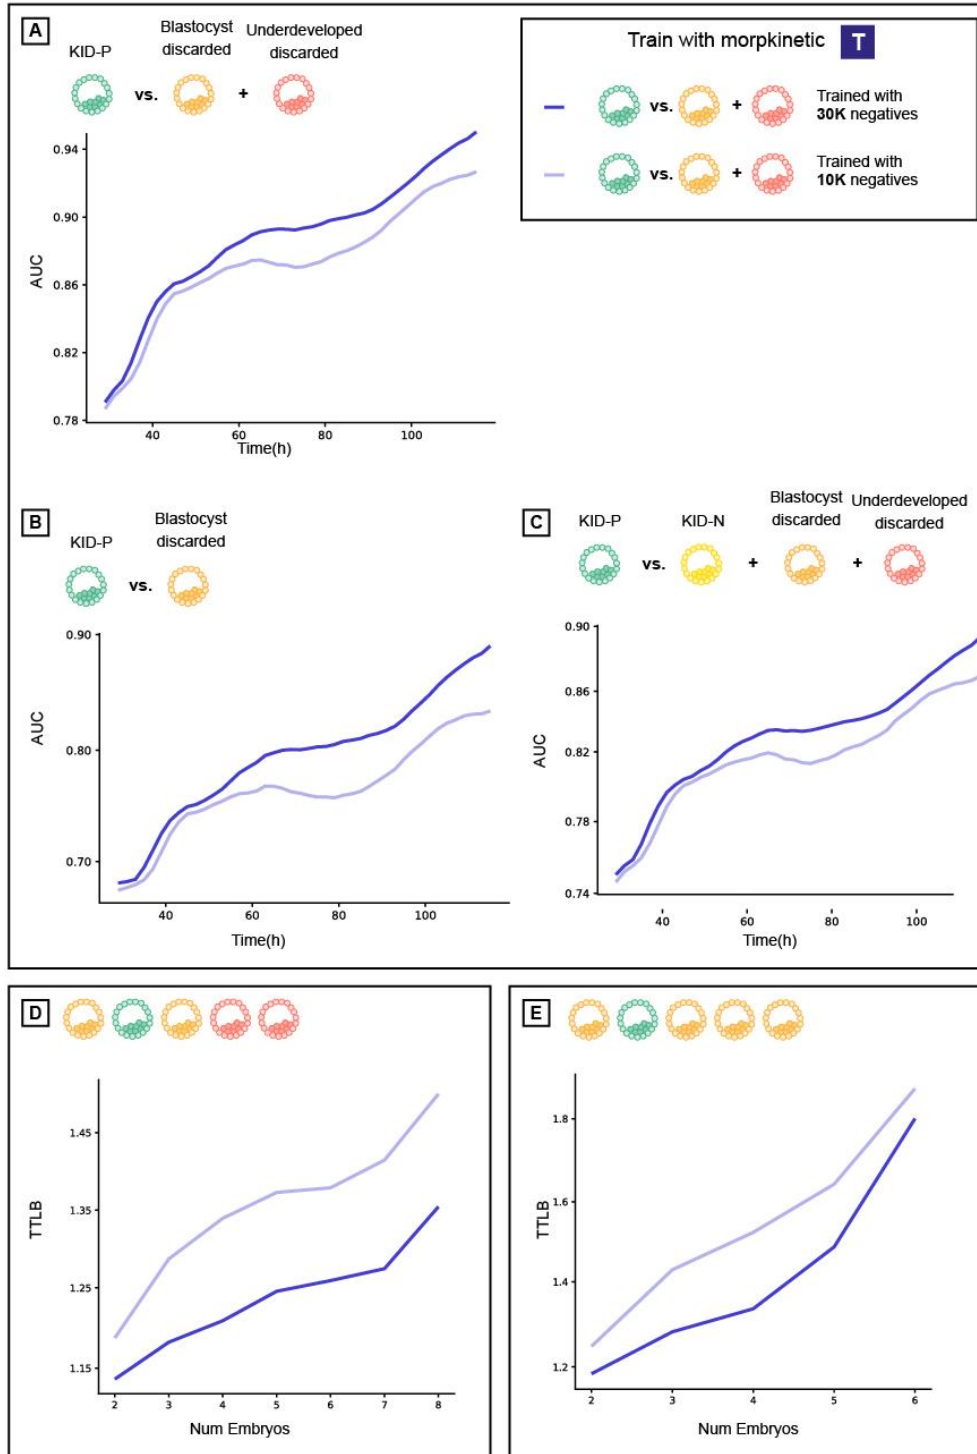 A
KID-P
Blastocyst
discarded
Underdeveloped
discarded
vs.
+
AUC
0.94
0.90
0.86
0.82
0.78
40
60
80
100
Time(h)
Train with morpkinetic T
vs.
+
Trained with
30K negatives
vs.
+
Trained with
10K negatives
B
KID-P
Blastocyst
discarded
vs.
AUC
0.90
0.80
0.70
40
60
80
100
Time(h)
C
KID-P
KID-N
Blastocyst
discarded
Underdeveloped
discarded
vs.
+
+
AUC
0.90
0.86
0.82
0.78
0.74
40
60
80
100
Time(h)
D
TTLB
1.45
1.35
1.25
1.15
2
3
4
5
6
7
8
Num Embryos
E
TTLB
1.8
1.6
1.4
1.2
2
3
4
5
6
Num Embryos